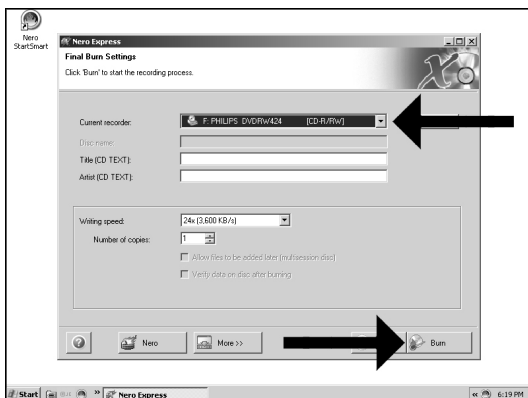 Nero
StartSmart
Nero Express
Final Burn Settings
Click 'Burn' to start the recording process.
Current recorder:
F: PHILIPS DVDRW424 [CD-R/RW]
Disc name:
Title (CD TEXT):
Artist (CD TEXT):
Writing speed:
24x (3,600 KB/s)
Number of copies:
1
Allow files to be added later (multisession disc)
Verify data on disc after burning
Nero
More >>
Burn
Start
»
Nero Express
«
6:19 PM